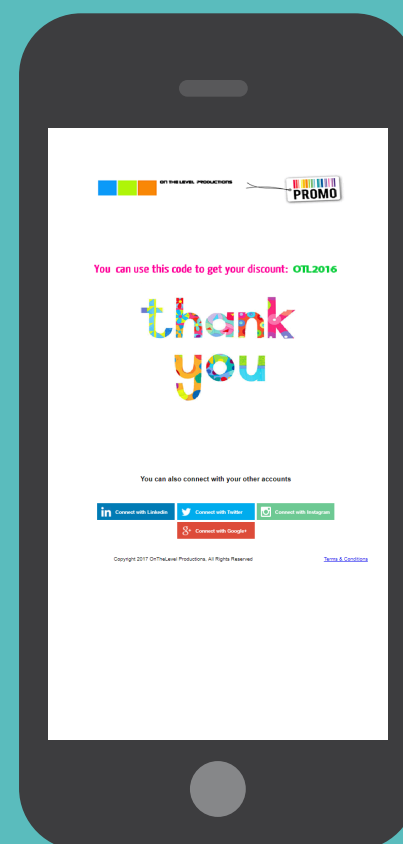 ON THE LEVEL PRODUCTIONS
PROMO
You can use this code to get your discount: OTL2016
thank
you
You can also connect with your other accounts
in Connect with Linkedin
Connect with Twitter
Connect with Instagram
g+ Connect with Google+
Copyright 2017 OnTheLevel Productions. All Rights Reserved
Terms & Conditions